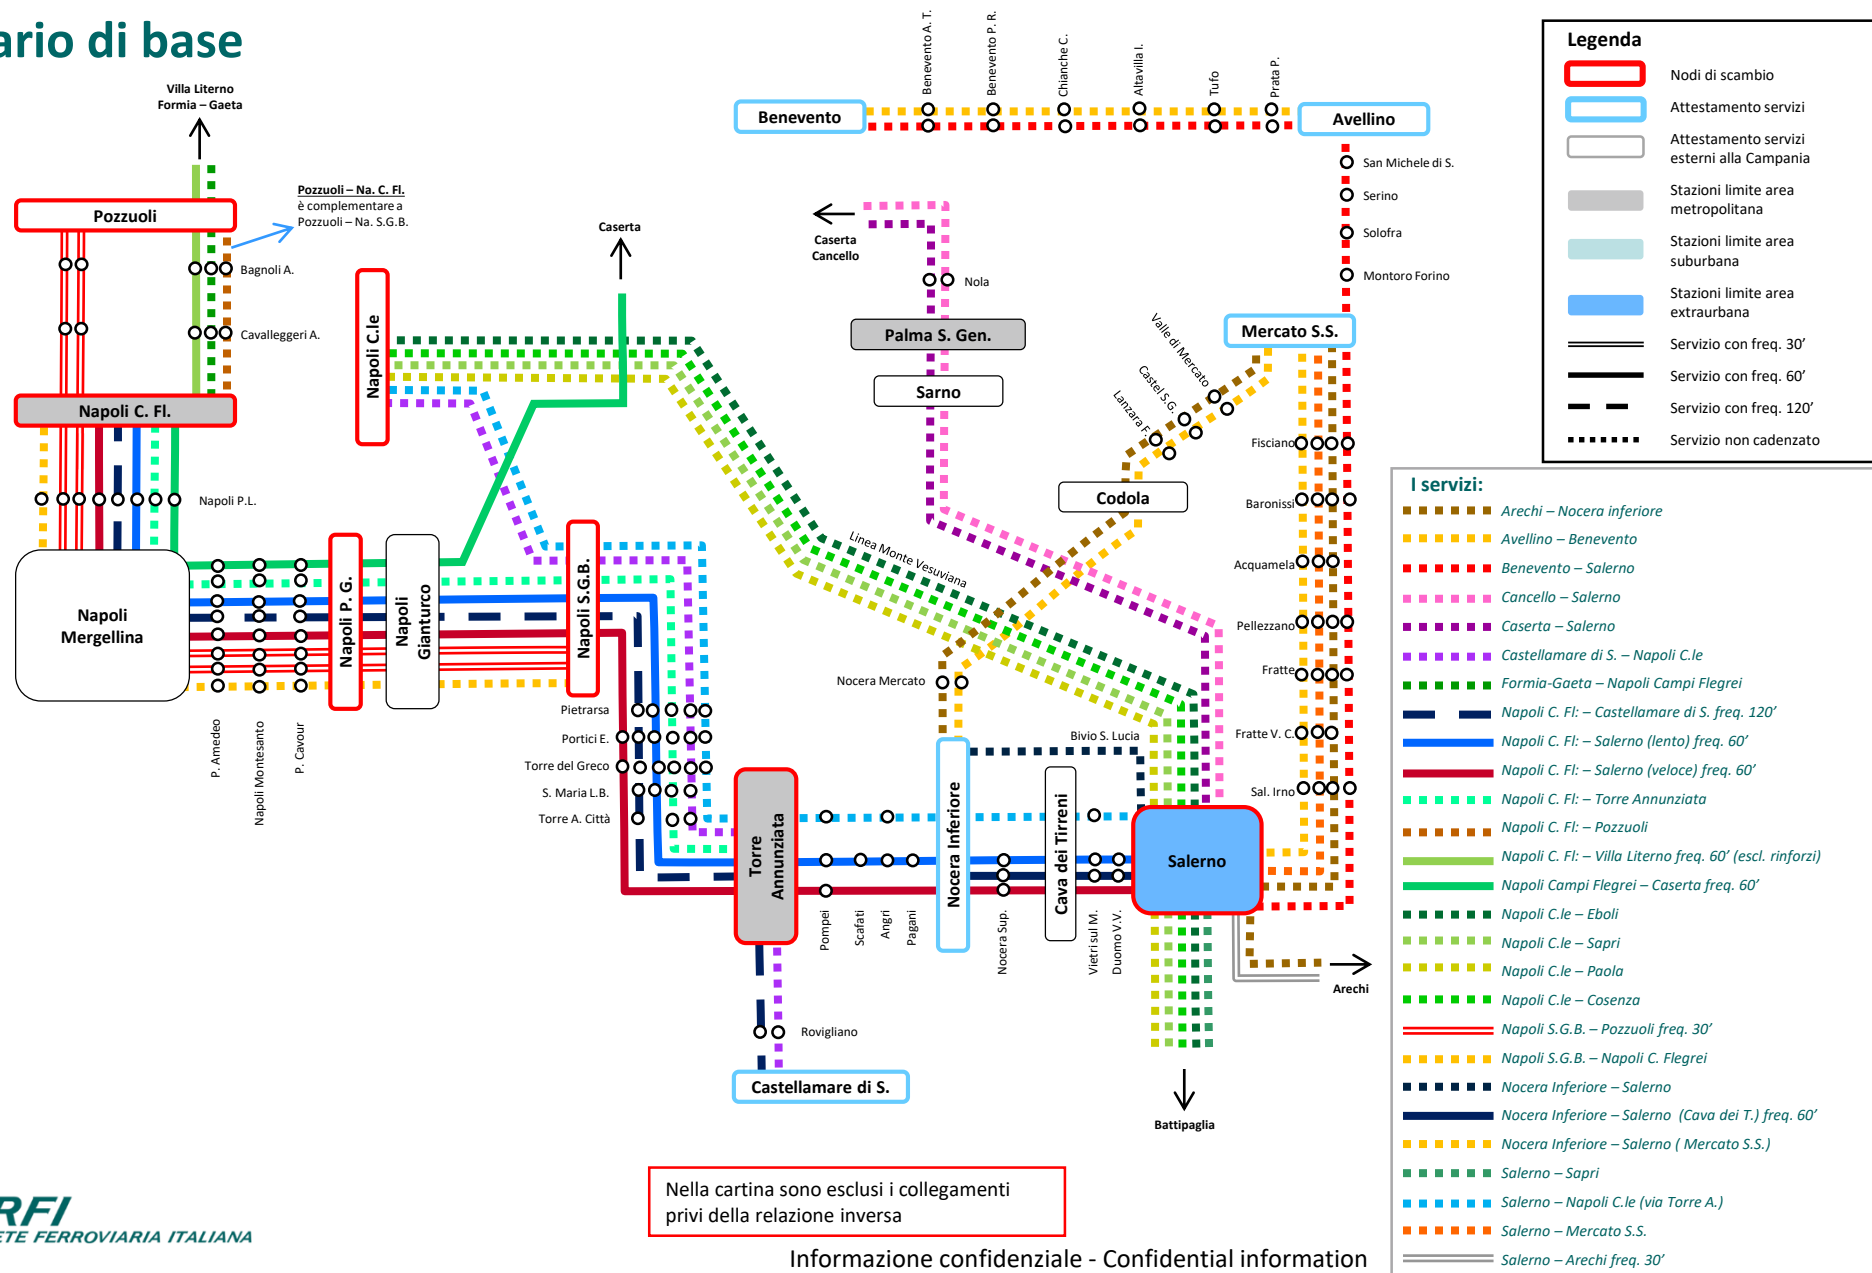 ario di base
Villa Literno
Formia – Gaeta
Pozzuoli – Na. C. Fl.
è complementare a
Pozzuoli – Na. S.G.B.
Pozzuoli
Bagnoli A.
Cavalleggeri A.
Napoli C. Fl.
Napoli P.L.
Napoli
Mergellina
P. Amedeo
Napoli Montesanto
P. Cavour
Napoli P. G.
Napoli
Gianturco
Napoli C.le
Napoli S.G.B.
Caserta
Pietrarsa
Portici E.
Torre del Greco
S. Maria L.B.
Torre A. Città
Torre
Annunziata
Rovigliano
Castellamare di S.
Pompei
Scafati
Angri
Pagani
Nocera Inferiore
Nocera Sup.
Cava dei Tirreni
Vietri sul M.
Duomo V.V.
Salerno
Bivio S. Lucia
Nocera Mercato
Linea Monte Vesuviana
Benevento
Benevento A. T.
Benevento P. R.
Chianche C.
Altavilla I.
Tufo
Prata P.
Avellino
San Michele di S.
Serino
Solofra
Montoro Forino
Caserta
Cancello
Nola
Palma S. Gen.
Sarno
Mercato S.S.
Valle di Mercato
Castel S.G.
Lanzara F.
Codola
Fisciano
Baronissi
Acquamela
Pellezzano
Fratte
Fratte V. C.
Sal. Irno
Arechi
Battipaglia
Legenda
Nodi di scambio
Attestamento servizi
Attestamento servizi
esterni alla Campania
Stazioni limite area
metropolitana
Stazioni limite area
suburbana
Stazioni limite area
extraurbana
Servizio con freq. 30’
Servizio con freq. 60’
Servizio con freq. 120’
Servizio non cadenzato
I servizi:
Arechi – Nocera inferiore
Avellino – Benevento
Benevento – Salerno
Cancello – Salerno
Caserta – Salerno
Castellamare di S. – Napoli C.le
Formia-Gaeta – Napoli Campi Flegrei
Napoli C. Fl: – Castellamare di S. freq. 120’
Napoli C. Fl: – Salerno (lento) freq. 60’
Napoli C. Fl: – Salerno (veloce) freq. 60’
Napoli C. Fl: – Torre Annunziata
Napoli C. Fl: – Pozzuoli
Napoli C. Fl: – Villa Literno freq. 60’ (escl. rinforzi)
Napoli Campi Flegrei – Caserta freq. 60’
Napoli C.le – Eboli
Napoli C.le – Sapri
Napoli C.le – Paola
Napoli C.le – Cosenza
Napoli S.G.B. – Pozzuoli freq. 30’
Napoli S.G.B. – Napoli C. Flegrei
Nocera Inferiore – Salerno
Nocera Inferiore – Salerno (Cava dei T.) freq. 60’
Nocera Inferiore – Salerno ( Mercato S.S.)
Salerno – Sapri
Salerno – Napoli C.le (via Torre A.)
Salerno – Mercato S.S.
Salerno – Arechi freq. 30’
Nella cartina sono esclusi i collegamenti
privi della relazione inversa
RFI
ETE FERROVIARIA ITALIANA
Informazione confidenziale - Confidential information